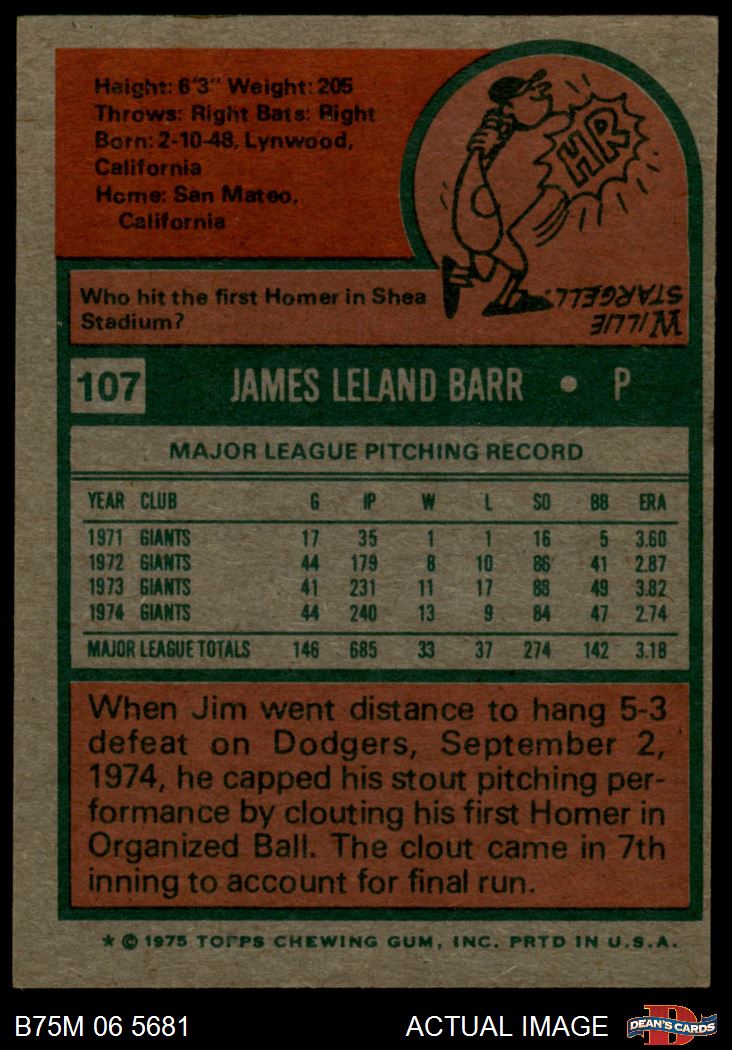 Height: 6'3" Weight: 205
Throws: Right Bats: Right
Born: 2-10-48, Lynwood,
California
Home: San Mateo,
California
HR
Who hit the first Homer in Shea
Stadium?
WILLIE
STARGELL.
107 JAMES LELAND BARR • P
MAJOR LEAGUE PITCHING RECORD
YEAR CLUB G IP W L SO BB ERA
1971 GIANTS 17 35 1 1 16 5 3.60
1972 GIANTS 44 179 8 10 86 41 2.87
1973 GIANTS 41 231 11 17 88 49 3.82
1974 GIANTS 44 240 13 9 84 47 2.74
MAJOR LEAGUE TOTALS 146 685 33 37 274 142 3.18
When Jim went distance to hang 5-3
defeat on Dodgers, September 2,
1974, he capped his stout pitching per-
formance by clouting his first Homer in
Organized Ball. The clout came in 7th
inning to account for final run.
* © 1975 TOPPS CHEWING GUM, INC. PRTD IN U.S.A.
B75M 06 5681 ACTUAL IMAGE D DEAN'S CARDS